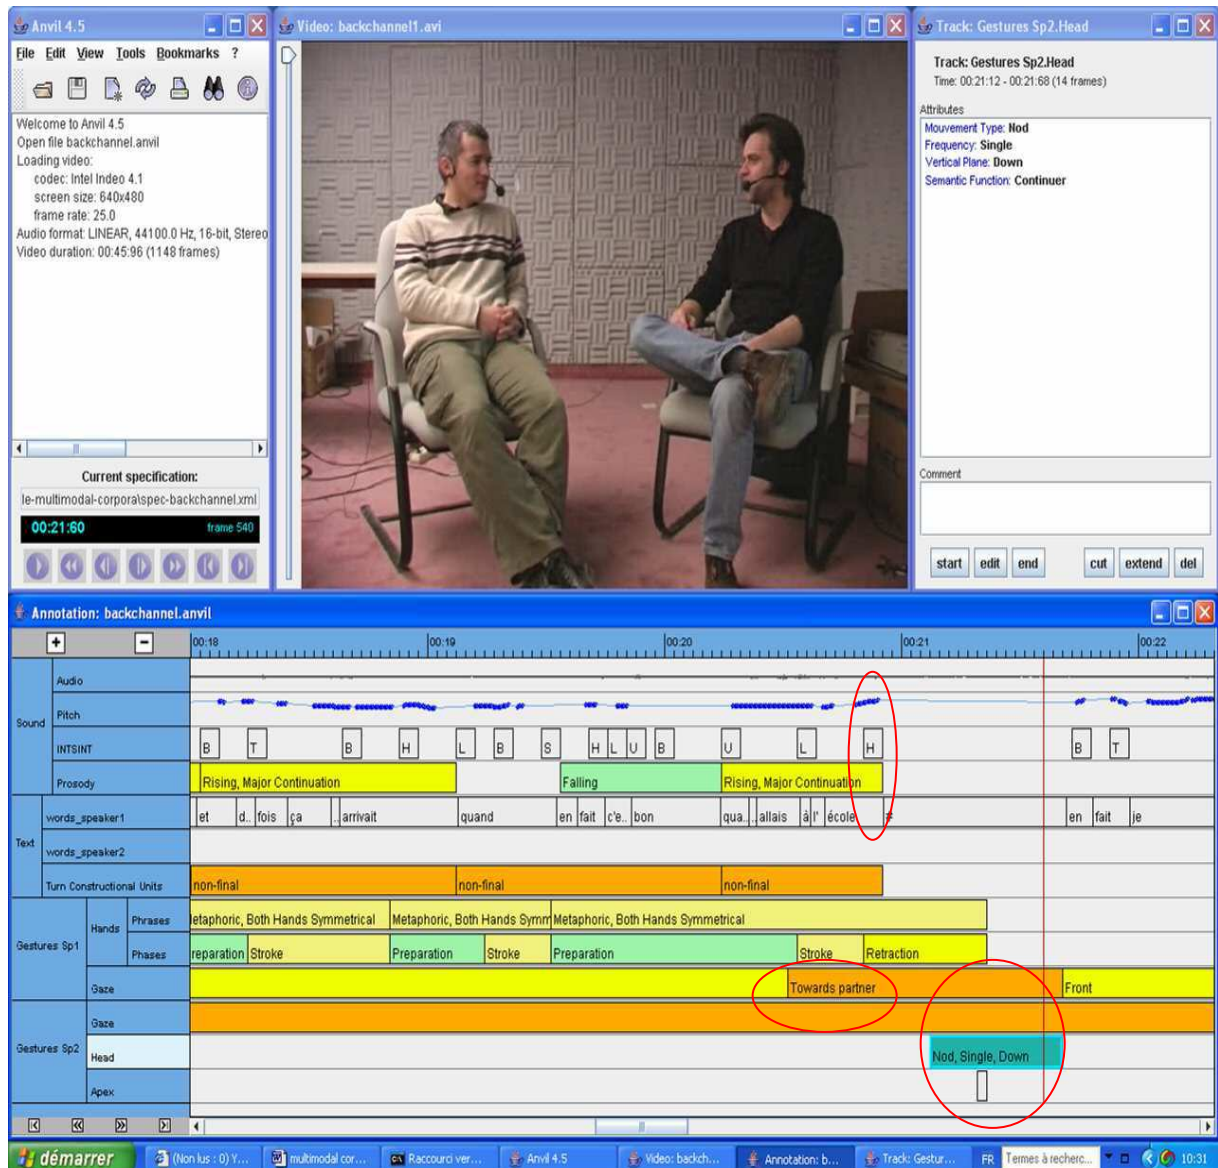 Anvil 4.5
File Edit View Tools Bookmarks ?
Welcome to Anvil 4.5
Open file backchannel.anvil
Loading video:
codec: Intel Indeo 4.1
screen size: 640x480
frame rate: 25.0
Audio format: LINEAR, 44100.0 Hz, 16-bit, Stereo
Video duration: 00:45:96 (1148 frames)
Current specification:
le-multimodal-corpora\spec-backchannel.xml
00:21:60 frame 540
Video: backchannel1.avi
Track: Gestures Sp2.Head
Track: Gestures Sp2.Head
Time: 00:21:12 - 00:21:68 (14 frames)
Attributes
Mouvement Type: Nod
Frequency: Single
Vertical Plane: Down
Semantic Function: Continuer
Comment
start edit end cut extend del
Annotation: backchannel.anvil
+ - 00:18 00:19 00:20 00:21 00:22
Sound
Audio
Pitch
INTSINT B T B H L B S H L U B U L H B T
Prosody Rising, Major Continuation Falling Rising, Major Continuation
Text
words_speaker1 et d.. fois ça .. arrivait quand en fait c'e.. bon qua.. .. allais à l' école # en fait je
words_speaker2
Turn Constructional Units non-final non-final non-final
Gestures Sp1
Hands
Phrases etaphoric, Both Hands Symmetrical Metaphoric, Both Hands Symm Metaphoric, Both Hands Symmetrical
Phases reparation Stroke Preparation Stroke Preparation Stroke Retraction
Gaze Towards partner Front
Gestures Sp2
Gaze
Head Nod, Single, Down
Apex
démarrer (Non lus : 0) Y... multimodal cor... Raccourci ver... Anvil 4.5 Video: backch... Annotation: b... Track: Gestur... FR Termes à recherc... 10:31